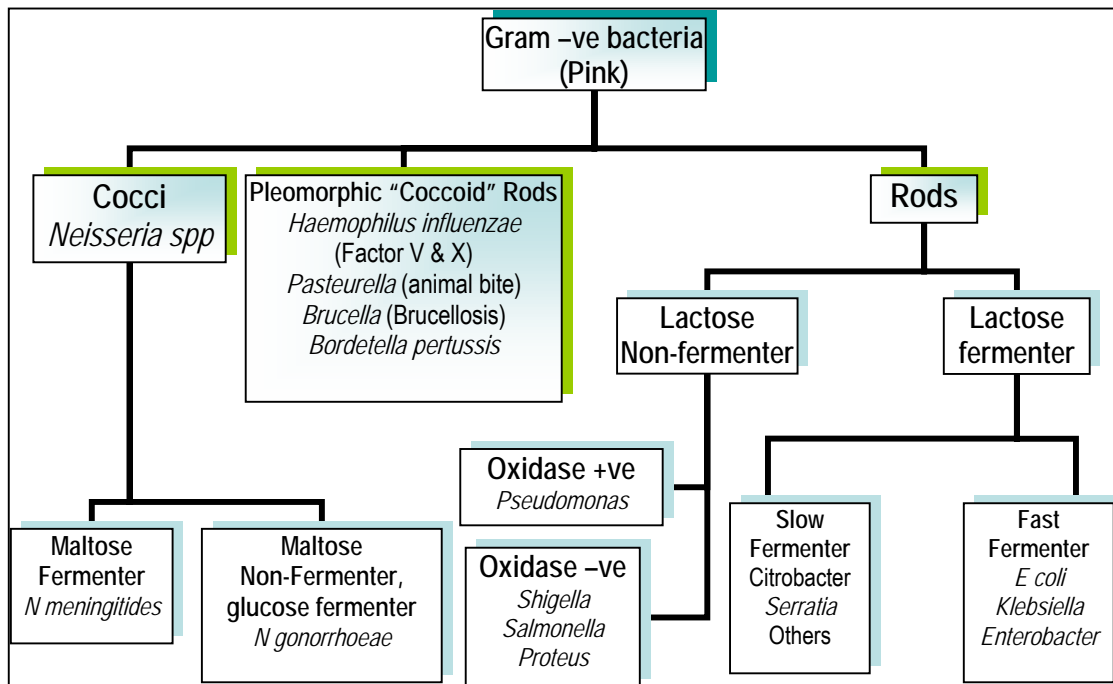 Gram –ve bacteria
(Pink)
Cocci
Neisseria spp
Pleomorphic “Coccoid” Rods
Haemophilus influenzae
(Factor V & X)
Pasteurella (animal bite)
Brucella (Brucellosis)
Bordetella pertussis
Rods
Lactose
Non-fermenter
Lactose
fermenter
Oxidase +ve
Pseudomonas
Oxidase –ve
Shigella
Salmonella
Proteus
Slow
Fermenter
Citrobacter
Serratia
Others
Fast
Fermenter
E coli
Klebsiella
Enterobacter
Maltose
Fermenter
N meningitides
Maltose
Non-Fermenter,
glucose fermenter
N gonorrhoeae